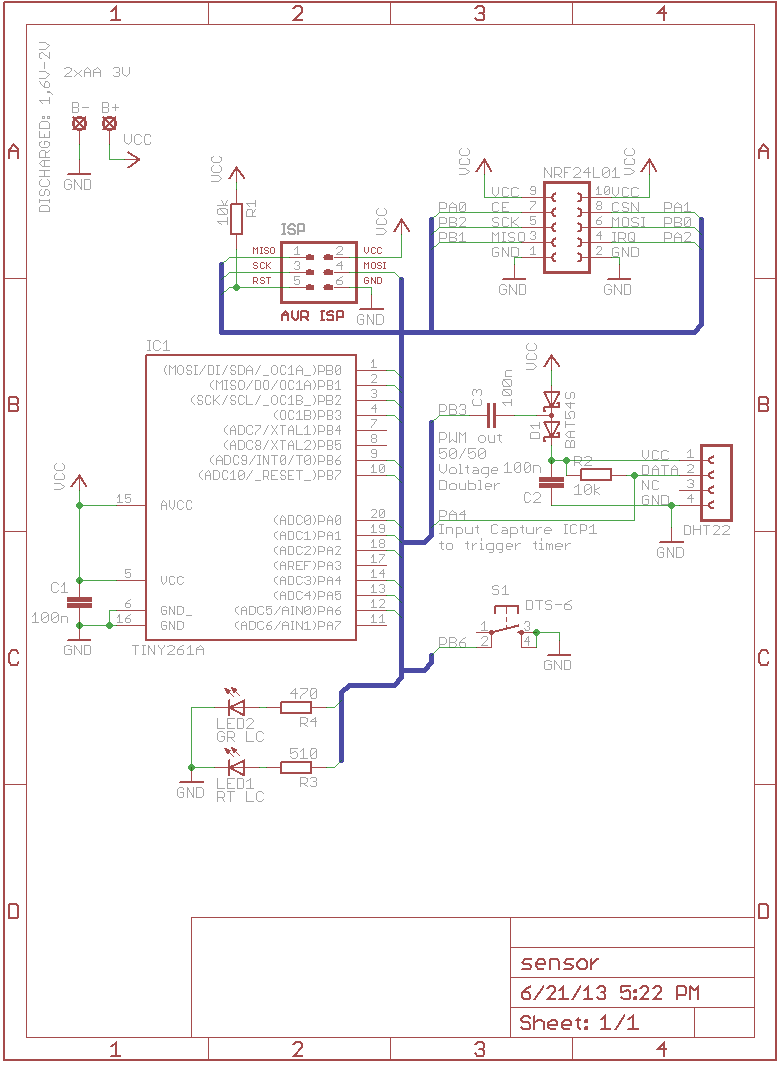 1 2 3 4
A
B
C
D
A
B
C
D
DISCHARGED: 1,6V-2V
2xAA 3V
B- B+
VCC
GND
VCC
10k
R1
ISP
VCC
MISO 1 2 VCC
SCK 3 4 MOSI
RST 5 6 GND
AVR ISP
GND
VCC
NRF24L01
VCC
VCC 9 10 VCC
PA0 CE 7 8 CSN PA1
PB2 SCK 5 6 MOSI PB0
PB1 MISO 3 4 IRQ PA2
GND 1 2 GND
GND GND
IC1
(MOSI/DI/SDA/_OC1A_)PB0 1
(MISO/DO/OC1A)PB1 2
(SCK/SCL/_OC1B_)PB2 3
(OC1B)PB3 4
(ADC7/XTAL1)PB4 7
(ADC8/XTAL2)PB5 8
(ADC9/INT0/T0)PB6 9
(ADC10/_RESET_)PB7 10
15 AVCC
(ADC0)PA0 20
(ADC1)PA1 19
(ADC2)PA2 18
(AREF)PA3 17
5 VCC
(ADC3)PA4 14
(ADC4)PA5 13
6 GND_
(ADC5/AIN0)PA6 12
16 GND
(ADC6/AIN1)PA7 11
TINY261A
VCC
C1
100n
GND
VCC
C3
100n
PB3
D1
BAT54S
PWM out
50/50
Voltage
Doubler
100n
C2
R2
10k
VCC 1
DATA 2
NC 3
GND 4
DHT22
GND
PA4
Input Capture ICP1
to trigger timer
S1
DTS-6
PB6
1 3
2 4
GND
470
R4
LED2
GR LC
510
R3
LED1
RT LC
GND
sensor
6/21/13 5:22 PM
Sheet: 1/1
1 2 3 4